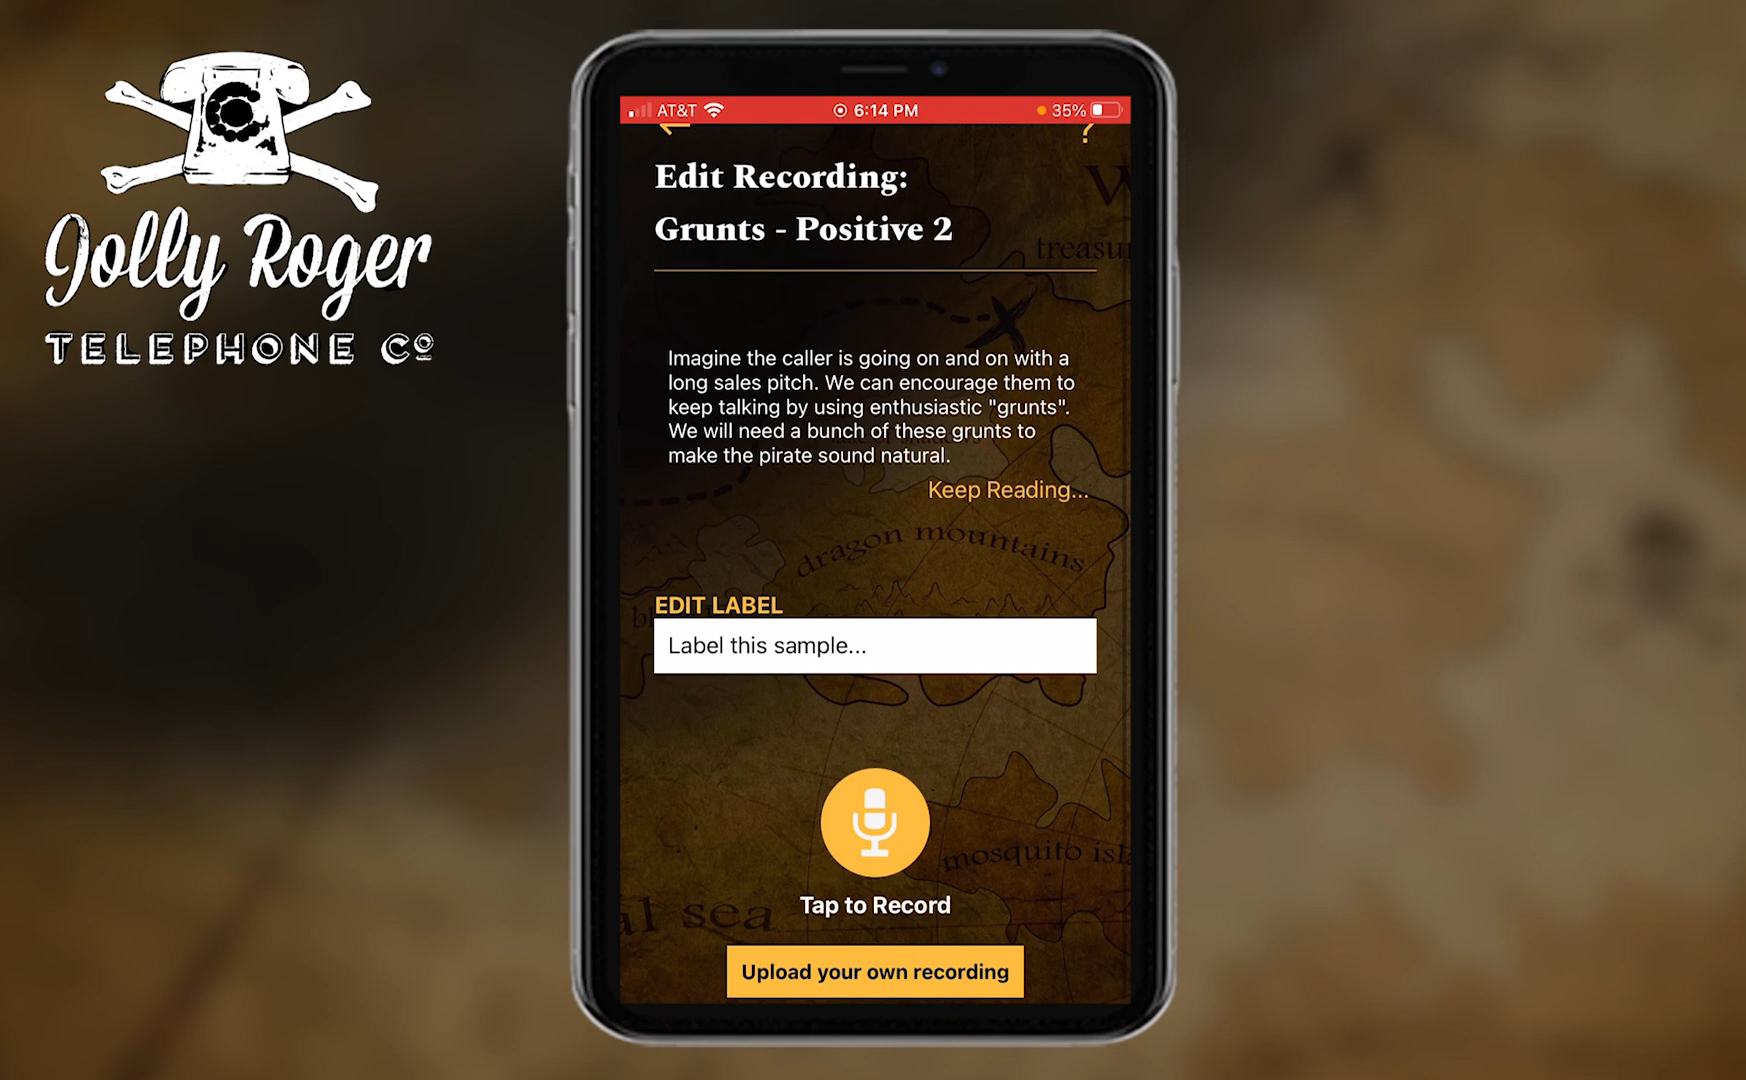 Jolly Roger
TELEPHONE CO
AT&T
6:14 PM
35%
?
Edit Recording:
Grunts - Positive 2
treasur
Imagine the caller is going on and on with a
long sales pitch. We can encourage them to
keep talking by using enthusiastic "grunts".
We will need a bunch of these grunts to
make the pirate sound natural.
Keep Reading...
dragon mountains
EDIT LABEL
Label this sample...
mosquito isla
Tap to Record
al sea
Upload your own recording